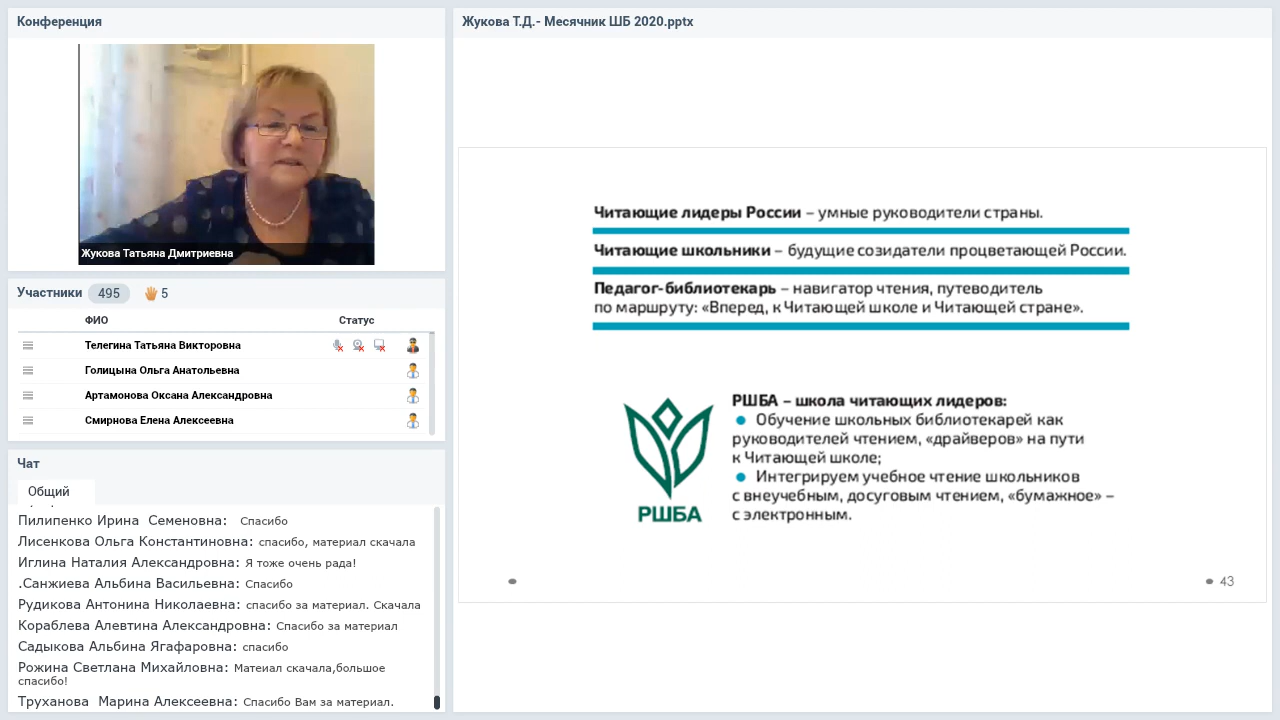 Конференция
Жукова Татьяна Дмитриевна
Участники 495 5
ФИО Статус
Телегина Татьяна Викторовна
Голицына Ольга Анатольевна
Артамонова Оксана Александровна
Смирнова Елена Алексеевна
Чат
Общий
Пилипенко Ирина Семеновна: Спасибо
Лисенкова Ольга Константиновна: спасибо, материал скачала
Иглина Наталия Александровна: Я тоже очень рада!
.Санжиева Альбина Васильевна: Спасибо
Рудикова Антонина Николаевна: спасибо за материал. Скачала
Кораблева Алевтина Александровна: Спасибо за материал
Садыкова Альбина Ягафаровна: спасибо
Рожина Светлана Михайловна: Матеиал скачала,большое
спасибо!
Труханова Марина Алексеевна: Спасибо Вам за материал.
Жукова Т.Д.- Месячник ШБ 2020.pptx
Читающие лидеры России – умные руководители страны.
Читающие школьники – будущие созидатели процветающей России.
Педагог-библиотекарь – навигатор чтения, путеводитель
по маршруту: «Вперед, к Читающей школе и Читающей стране».
РШБА
РШБА – школа читающих лидеров:
● Обучение школьных библиотекарей как
руководителей чтением, «драйверов» на пути
к Читающей школе;
● Интегрируем учебное чтение школьников
с внеучебным, досуговым чтением, «бумажное» –
с электронным.
43